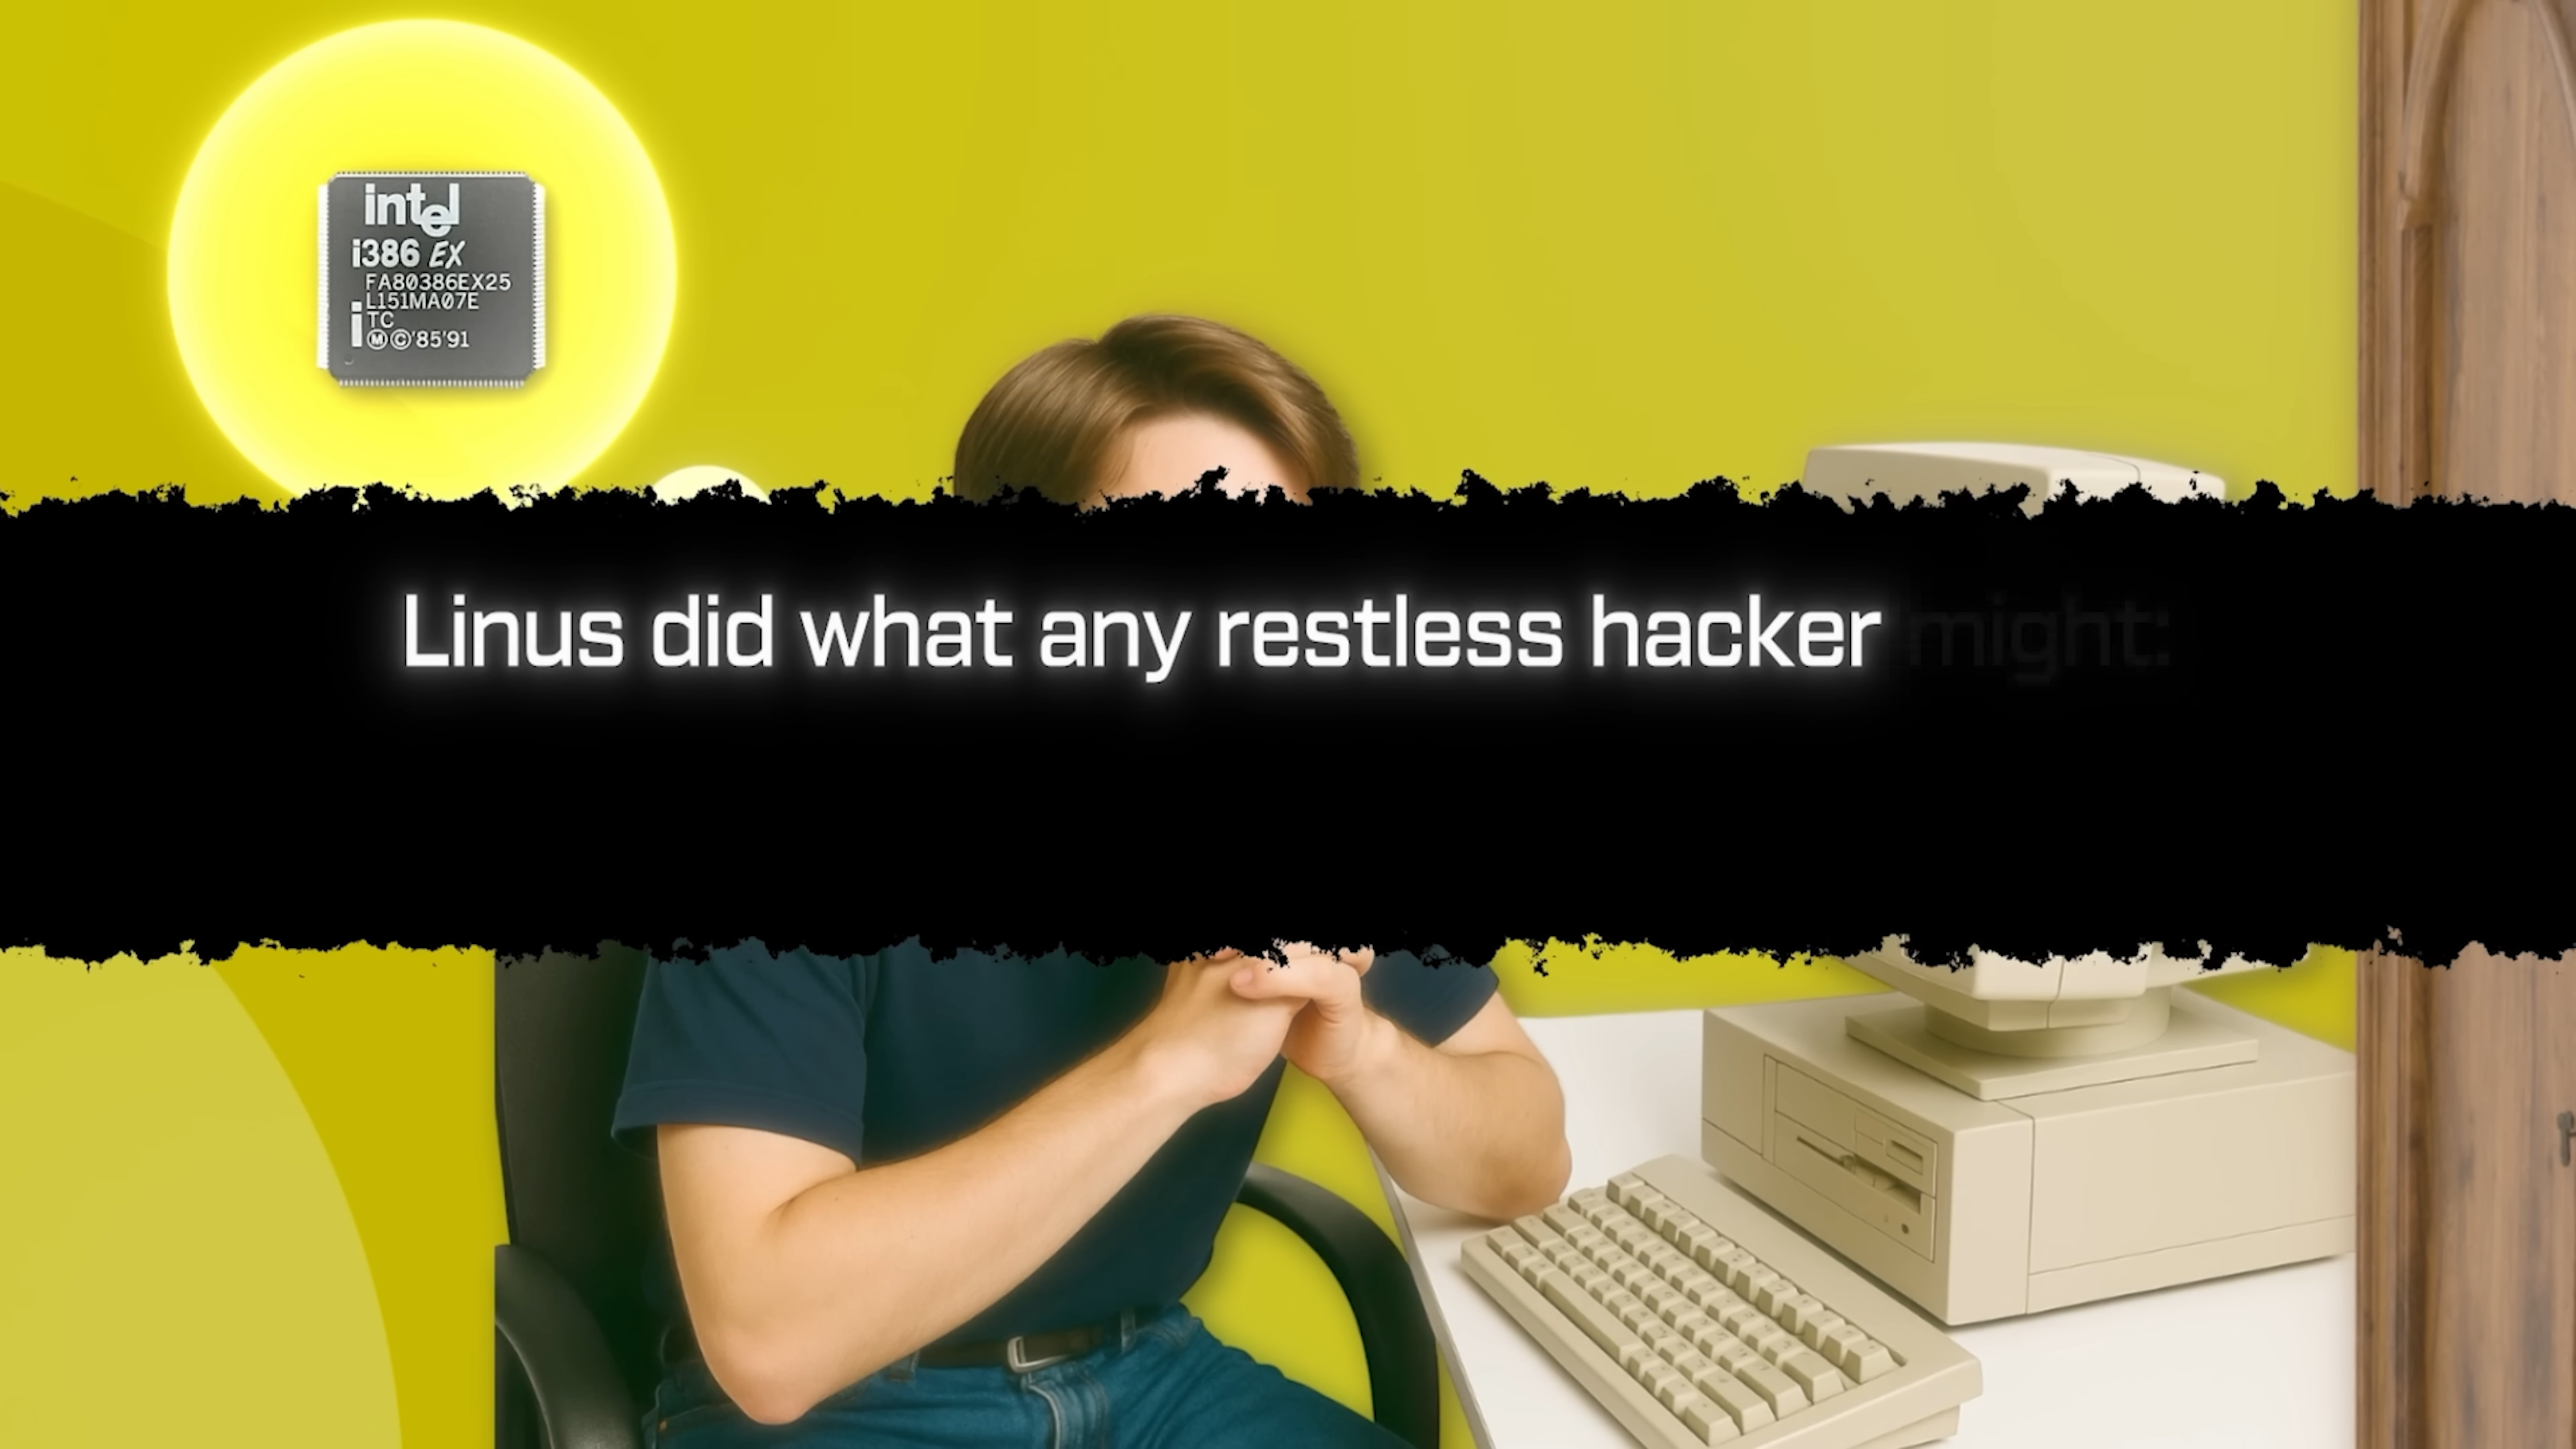 intel
i386 EX
FA80386EX25
L151MA07E
i TC
Ⓜ©'85'91
Linus did what any restless hacker might: